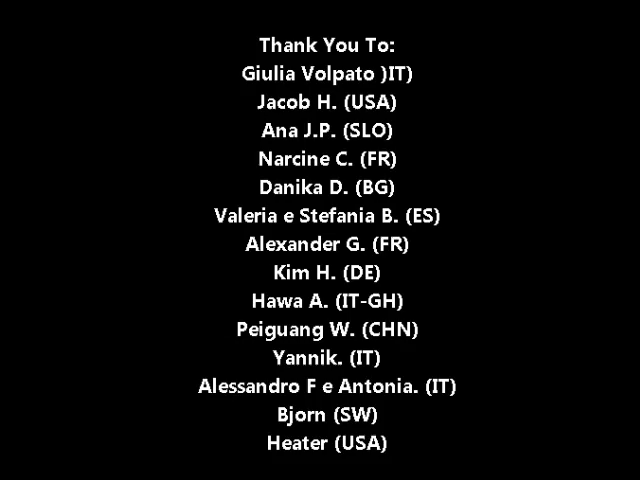 Thank You To:
Giulia Volpato )IT)
Jacob H. (USA)
Ana J.P. (SLO)
Narcine C. (FR)
Danika D. (BG)
Valeria e Stefania B. (ES)
Alexander G. (FR)
Kim H. (DE)
Hawa A. (IT-GH)
Peiguang W. (CHN)
Yannik. (IT)
Alessandro F e Antonia. (IT)
Bjorn (SW)
Heater (USA)